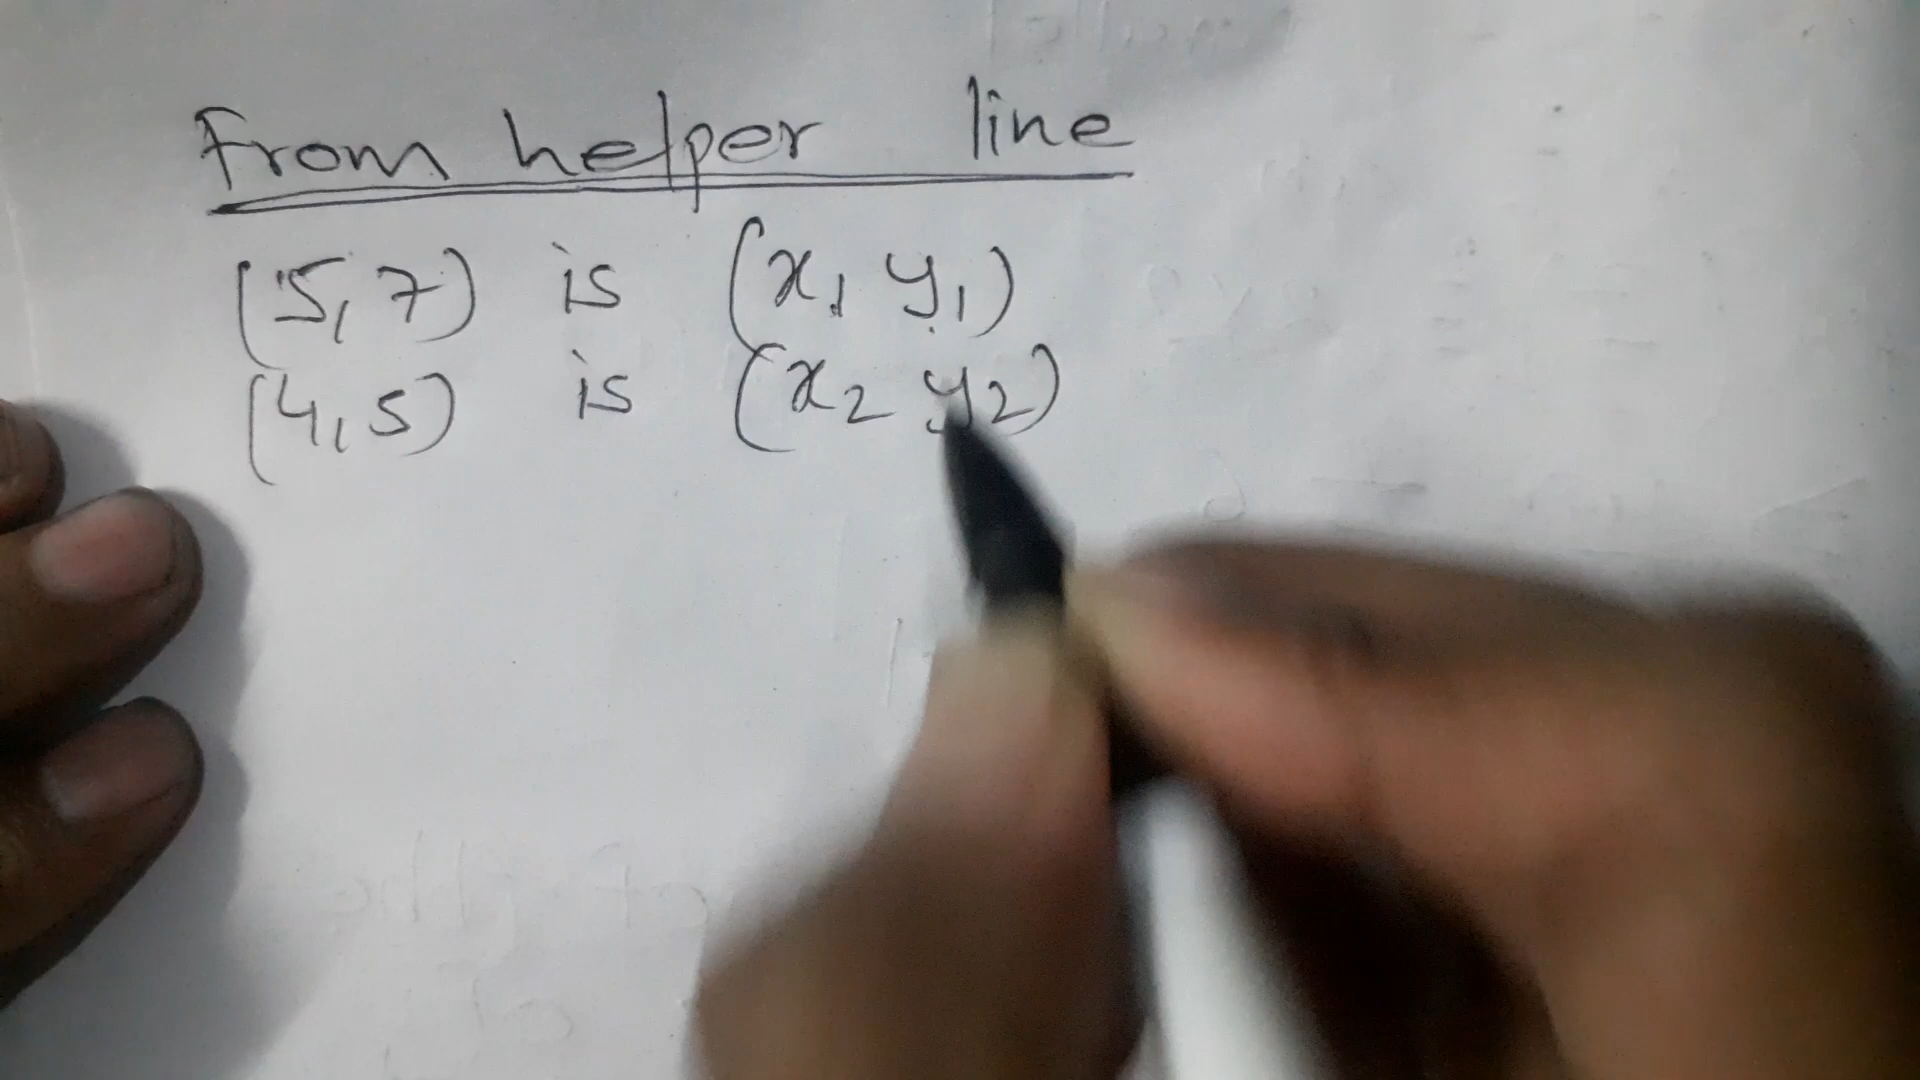 From helper line
(5,7) is (x1 y1)
(4,5) is (x2 y2)